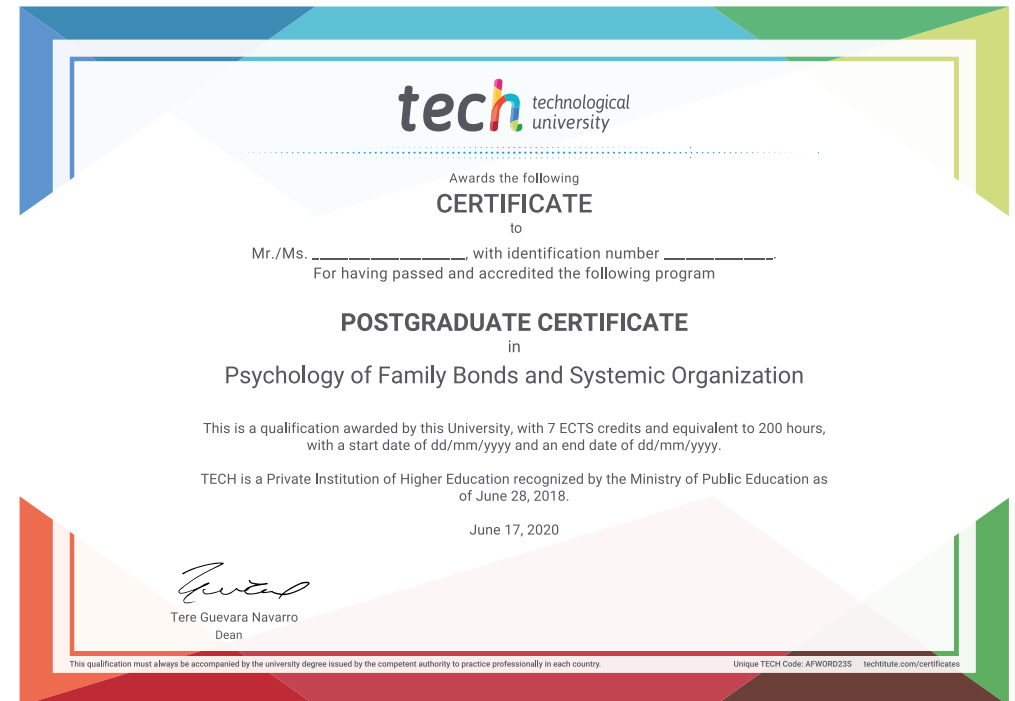 tech technological
university
Awards the following
CERTIFICATE
to
Mr./Ms. ____________________, with identification number ______________.
For having passed and accredited the following program
POSTGRADUATE CERTIFICATE
in
Psychology of Family Bonds and Systemic Organization
This is a qualification awarded by this University, with 7 ECTS credits and equivalent to 200 hours,
with a start date of dd/mm/yyyy and an end date of dd/mm/yyyy.
TECH is a Private Institution of Higher Education recognized by the Ministry of Public Education as
of June 28, 2018.
June 17, 2020
Tere Guevara Navarro
Dean
This qualification must always be accompanied by the university degree issued by the competent authority to practice professionally in each country.
Unique TECH Code: AFWORD23S techtitute.com/certificates